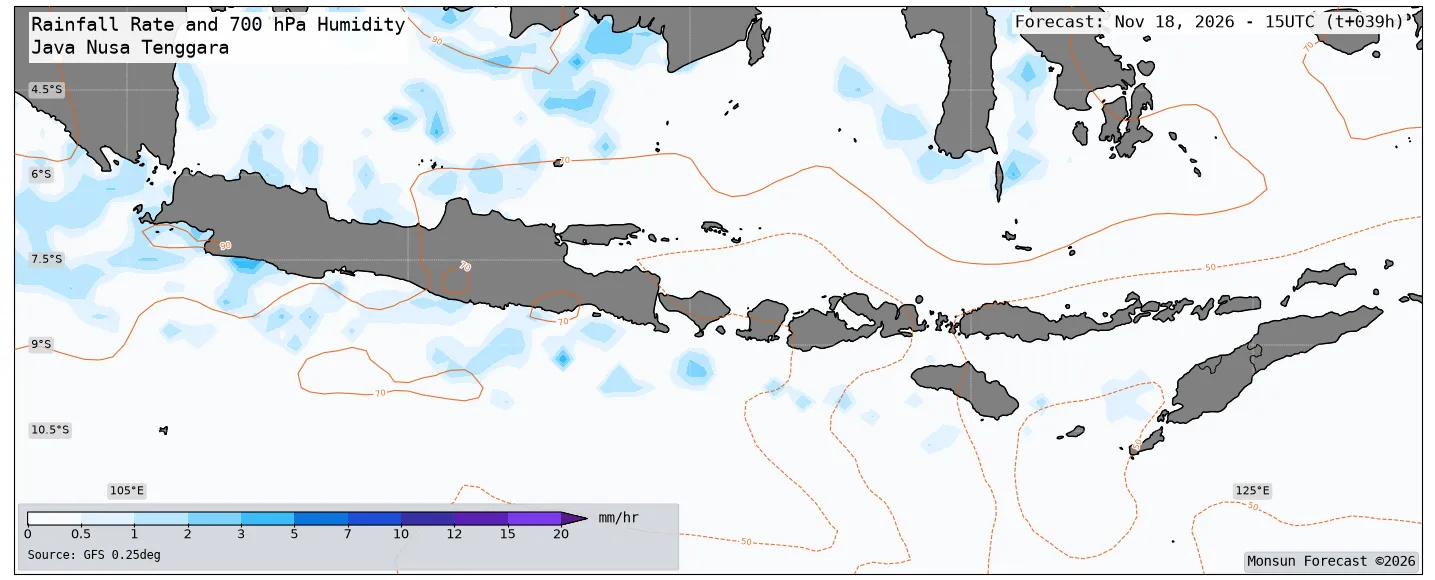 Rainfall Rate and 700 hPa Humidity
Java Nusa Tenggara
Forecast: Nov 18, 2026 - 15UTC (t+039h)
90
70
4.5°S
70
6°S
90
7.5°S
70
50
70
9°S
70
50
10.5°S
105°E
125°E
50
50
0 0.5 1 2 3 5 7 10 12 15 20
mm/hr
Source: GFS 0.25deg
Monsun Forecast ©2026